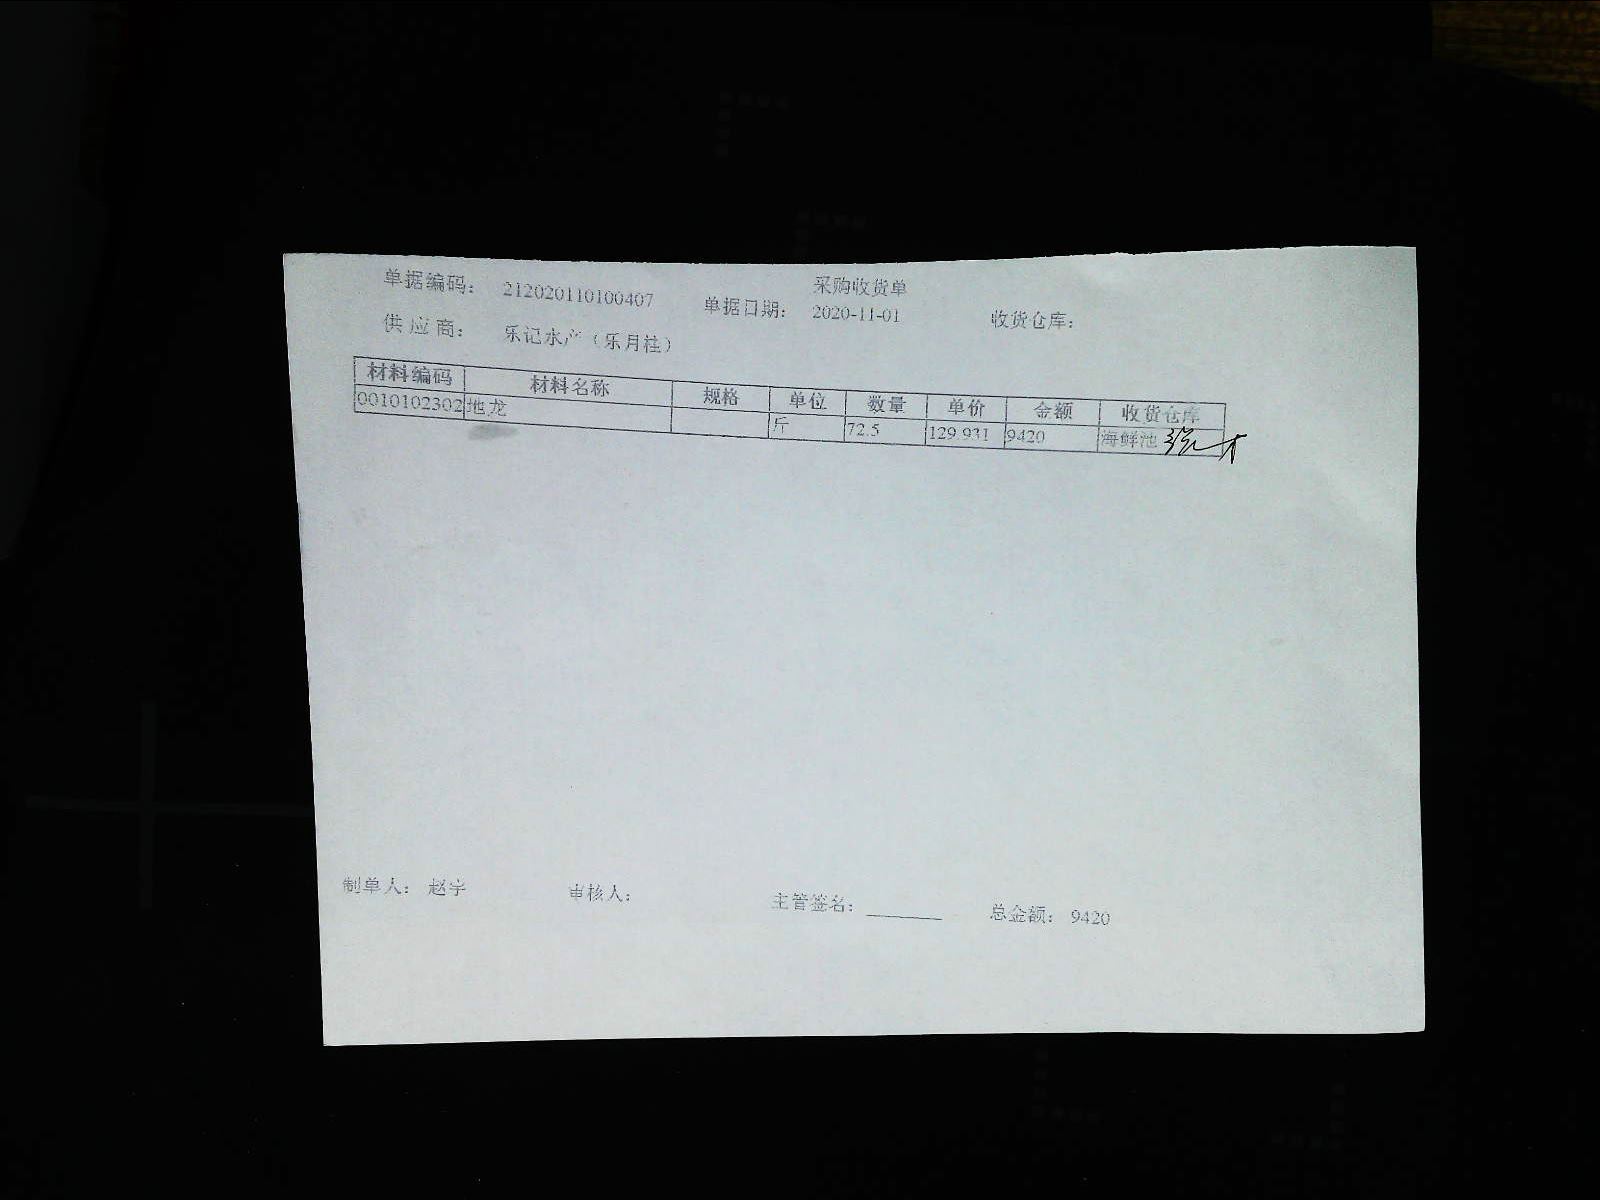 采购收货单
单据编码: 212020110100407 单据日期: 2020-11-01 收货仓库:
供应商: 乐记水产（乐月桂）
材料编码 材料名称 规格 单位 数量 单价 金额 收货仓库
0010102302 地龙 斤 72.5 129.931 9420 海鲜池
制单人: 赵宇 审核人: 主管签名: ________ 总金额: 9420